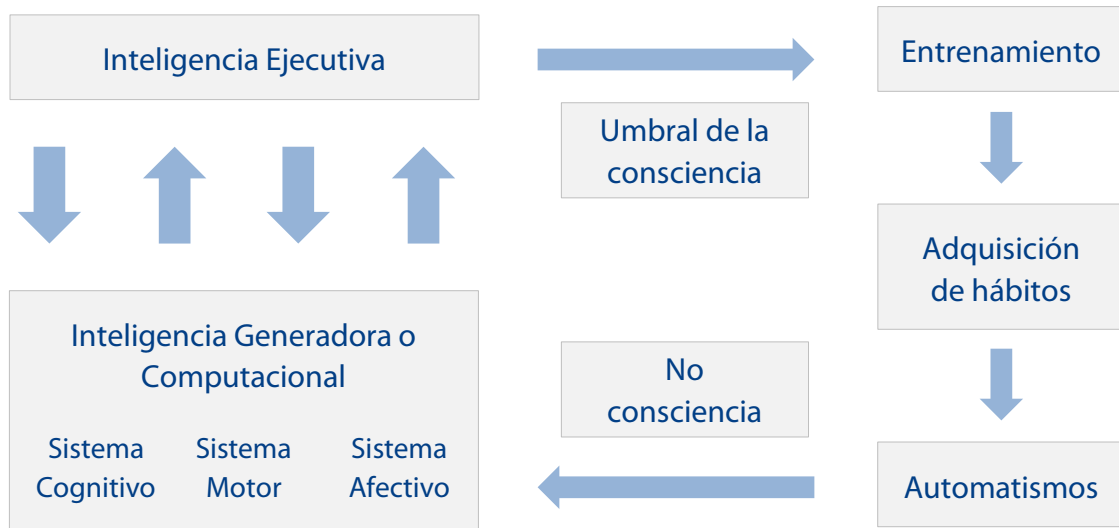 Inteligencia Ejecutiva
Entrenamiento
Umbral de la
consciencia
Adquisición
de hábitos
Inteligencia Generadora o
Computacional
Sistema
Cognitivo
Sistema
Motor
Sistema
Afectivo
No
consciencia
Automatismos